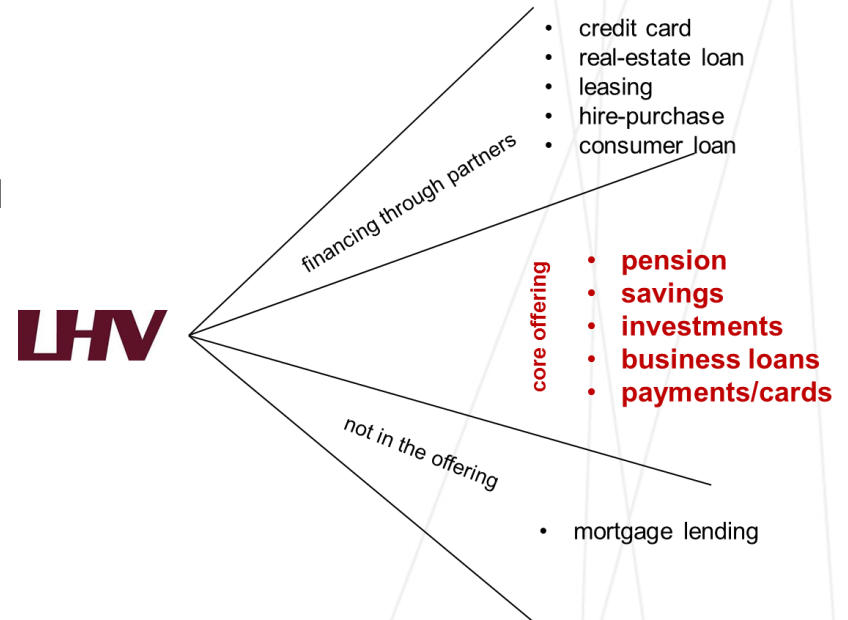 • credit card
• real-estate loan
• leasing
• hire-purchase
• consumer loan
financing through partners
LHV
core offering
• pension
• savings
• investments
• business loans
• payments/cards
not in the offering
• mortgage lending